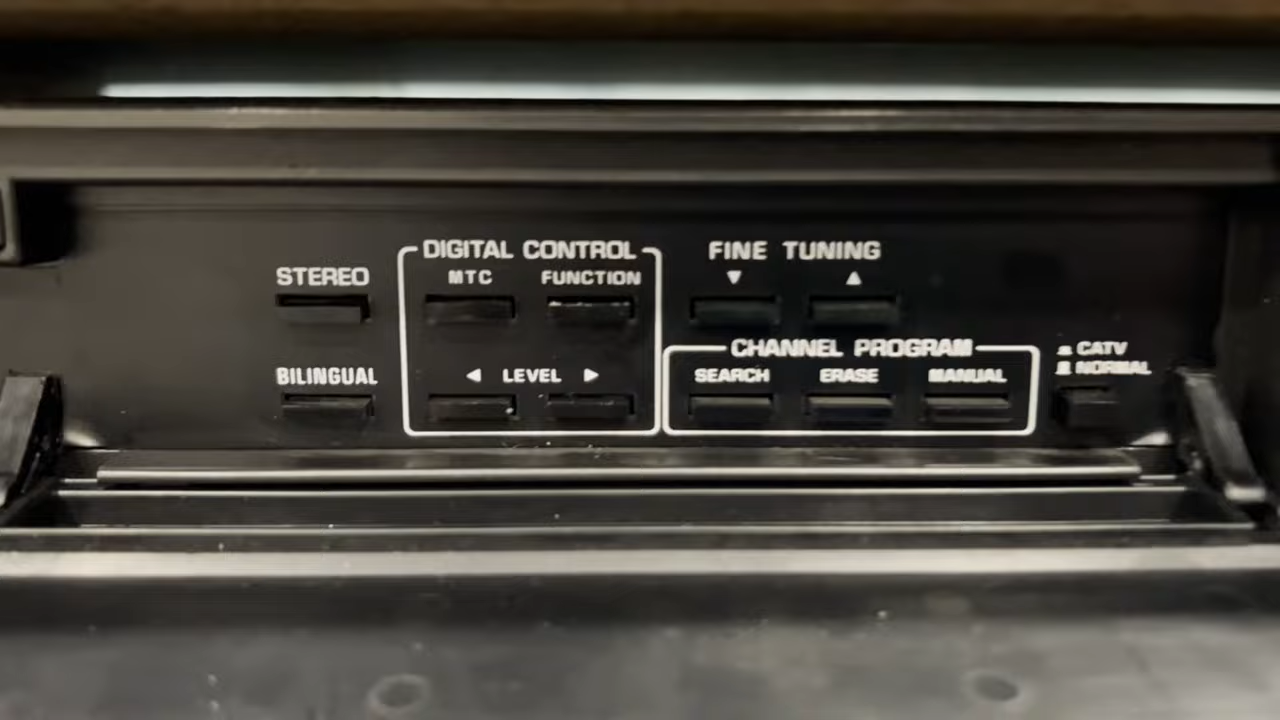 DIGITAL CONTROL
FINE TUNING
STEREO
MTC
FUNCTION
▼ ▲
CHANNEL PROGRAM
CATV
NORMAL
BILINGUAL
◀ LEVEL ▶
SEARCH
ERASE
MANUAL